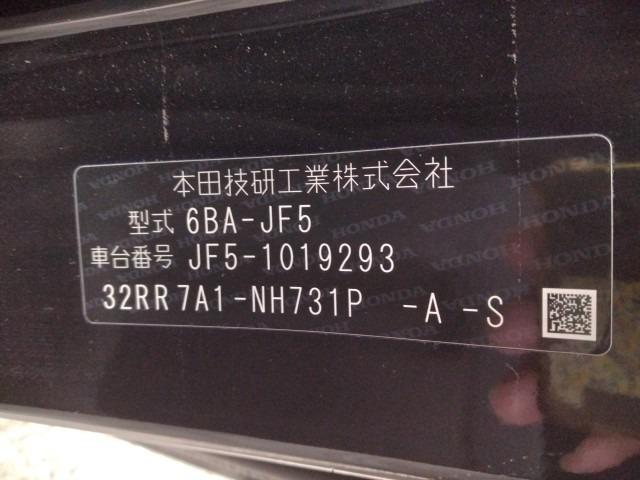 本田技研工業株式会社
型式 6BA-JF5
車台番号 JF5-1019293
32RR7A1-NH731P -A -S